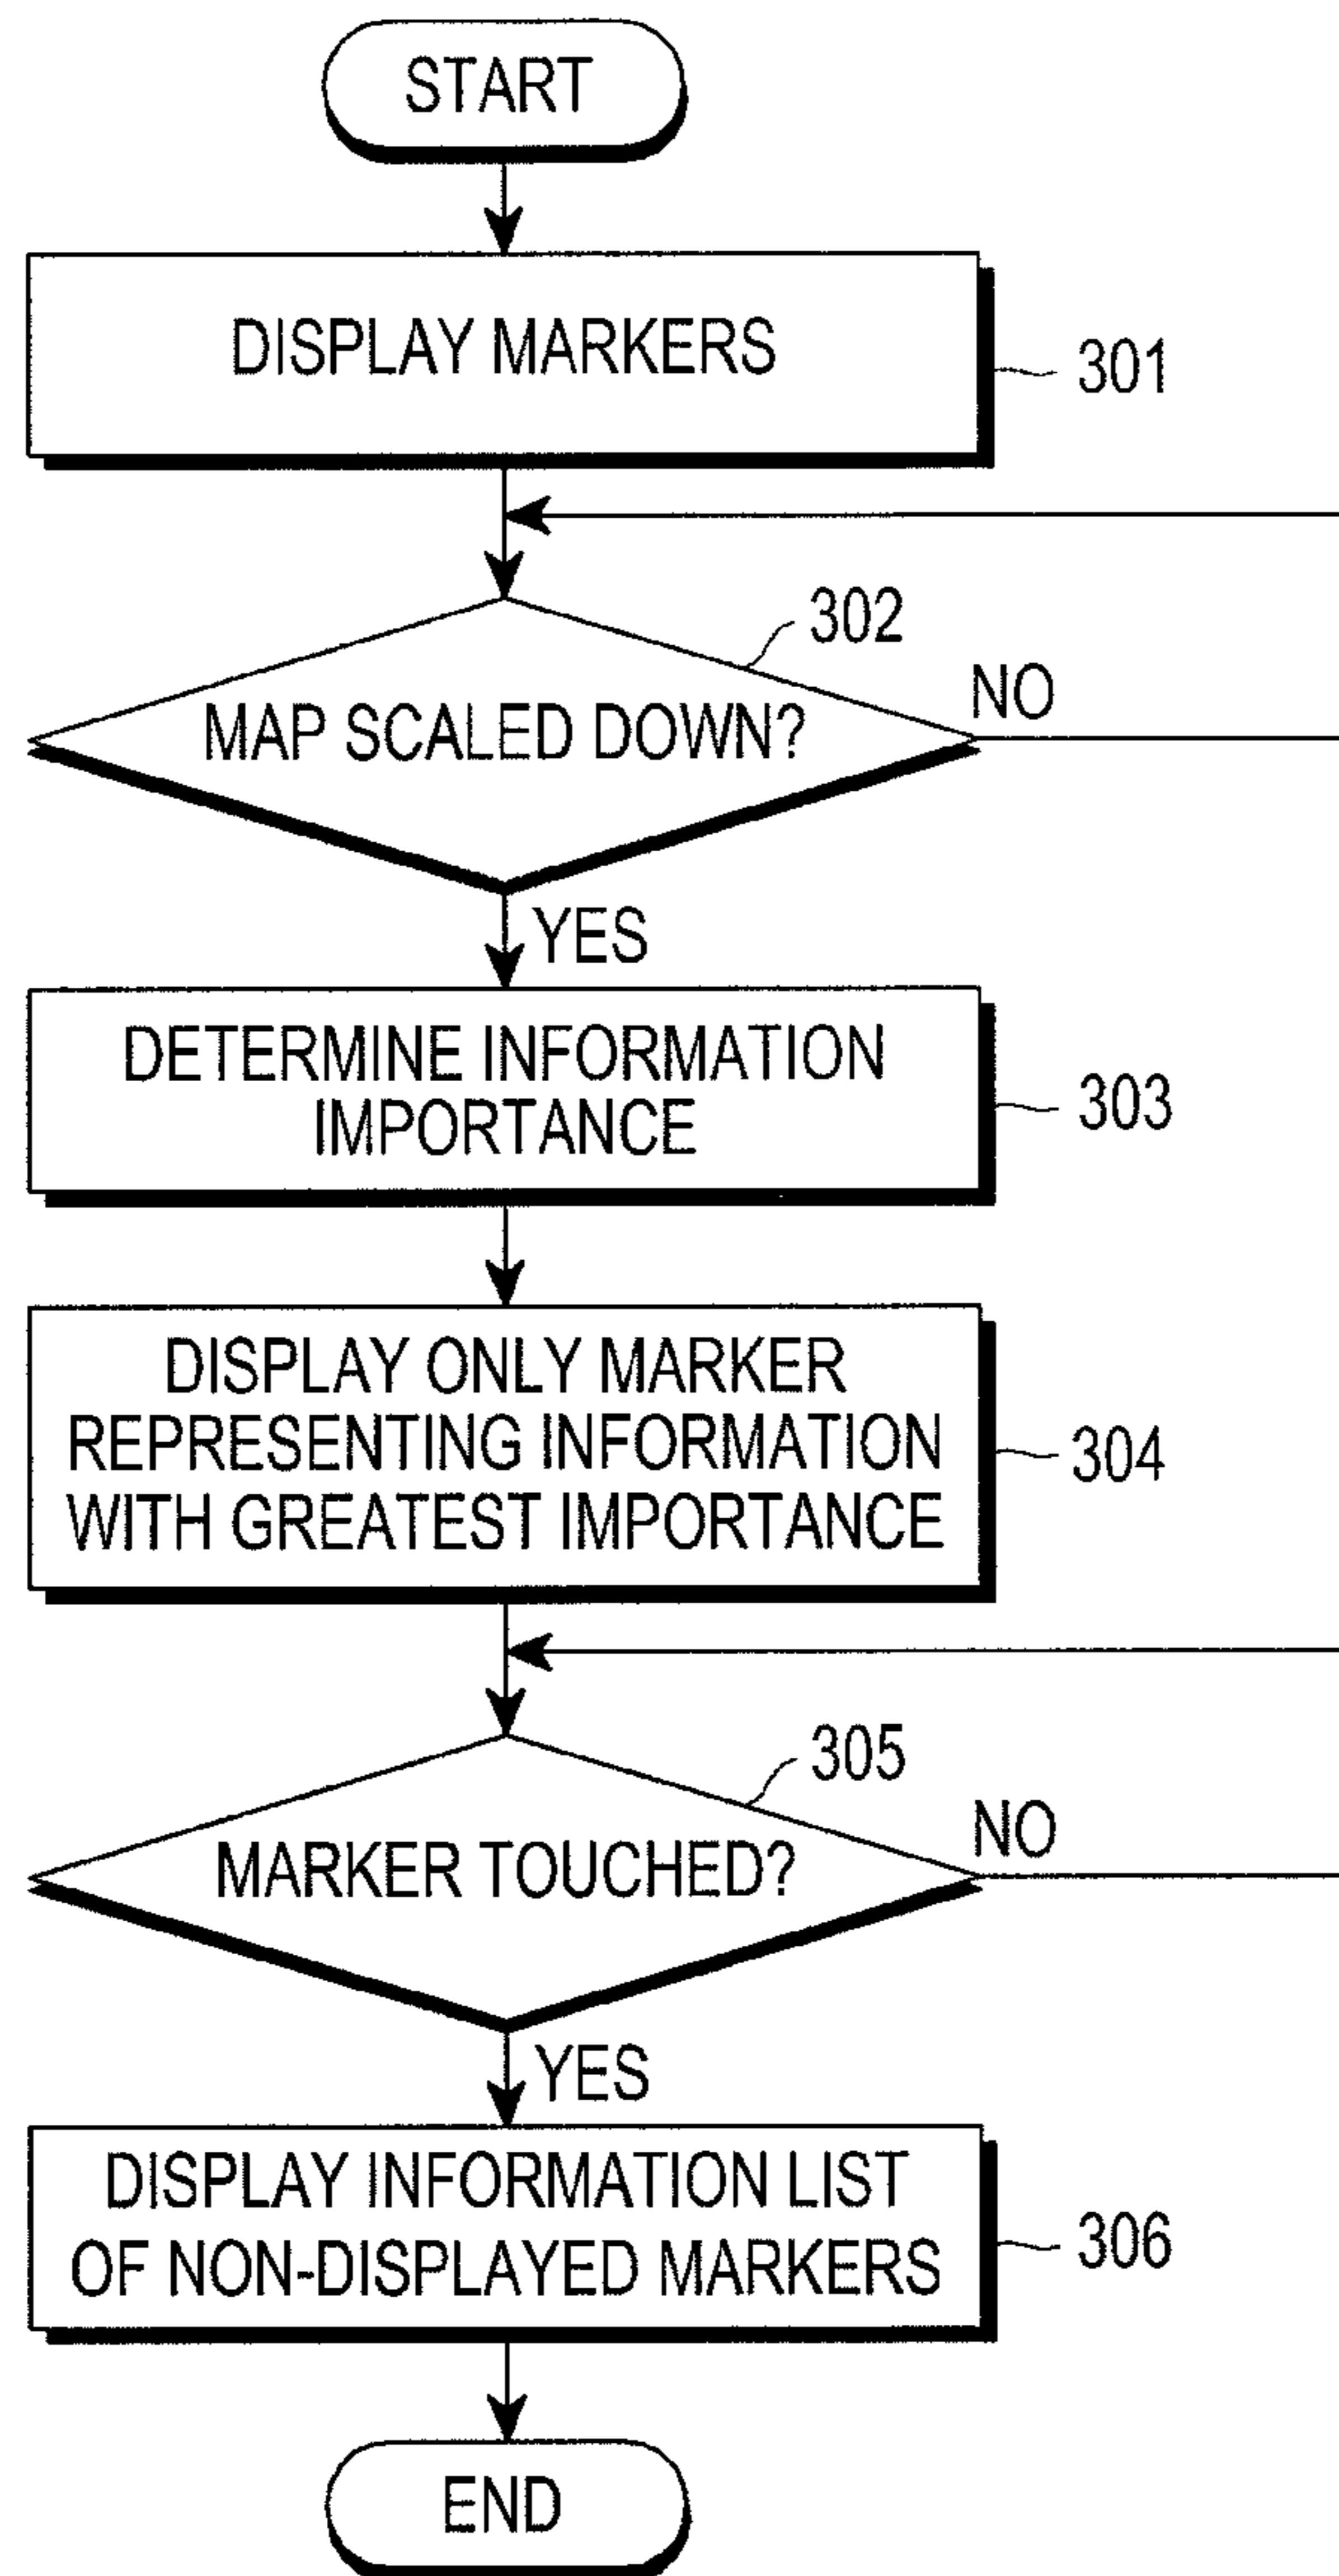 START
DISPLAY MARKERS
301
302
MAP SCALED DOWN?
NO
YES
DETERMINE INFORMATION
IMPORTANCE
303
DISPLAY ONLY MARKER
REPRESENTING INFORMATION
WITH GREATEST IMPORTANCE
304
305
MARKER TOUCHED?
NO
YES
DISPLAY INFORMATION LIST
OF NON-DISPLAYED MARKERS
306
END